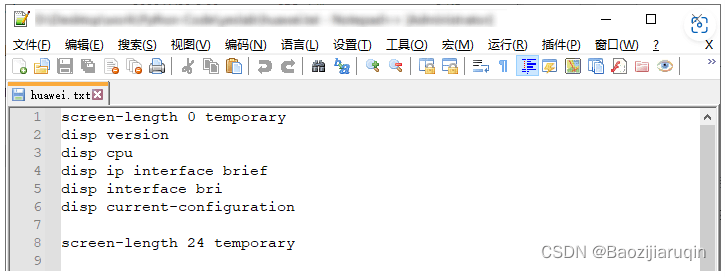 文件(F) 编辑(E) 搜索(S) 视图(V) 编码(N) 语言(L) 设置(T) 工具(O) 宏(M) 运行(R) 插件(P) 窗口(W) ? X
huawei.txt
1 screen-length 0 temporary
2 disp version
3 disp cpu
4 disp ip interface brief
5 disp interface bri
6 disp current-configuration
7
8 screen-length 24 temporary
9
CSDN @Baozijiaruqin